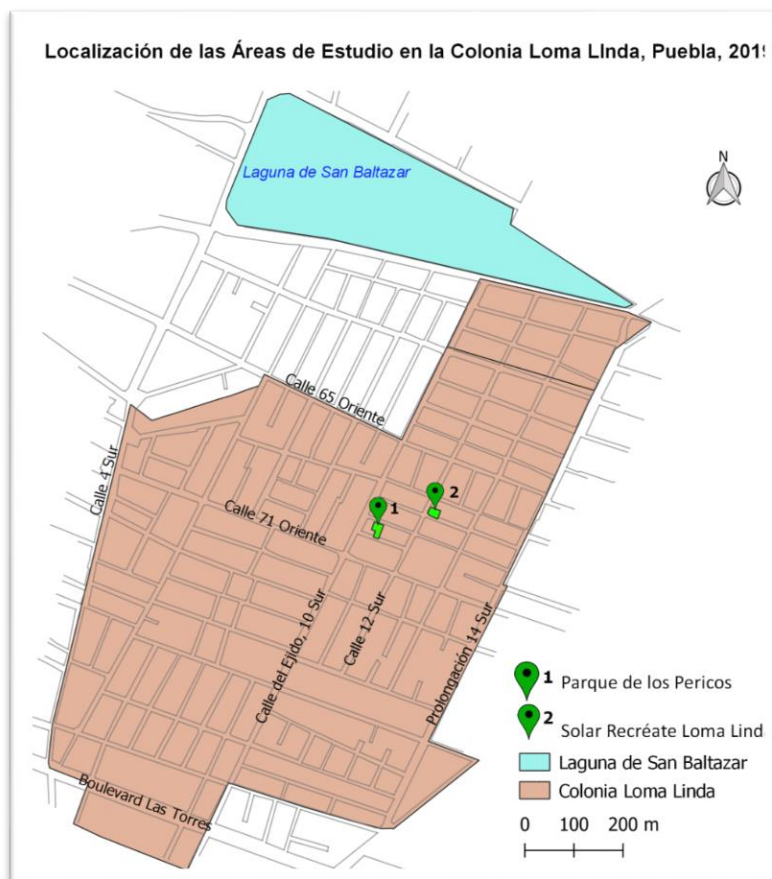 Localización de las Áreas de Estudio en la Colonia Loma LInda, Puebla, 201
N
Laguna de San Baltazar
Calle 65 Oriente
Calle 4 Sur
2
1
Calle 71 Oriente
Calle 12 Sur
Calle del Ejido, 10 Sur
Prolongación 14 Sur
Boulevard Las Torres
1 Parque de los Pericos
2 Solar Recréate Loma Lind
Laguna de San Baltazar
Colonia Loma Linda
0 100 200 m